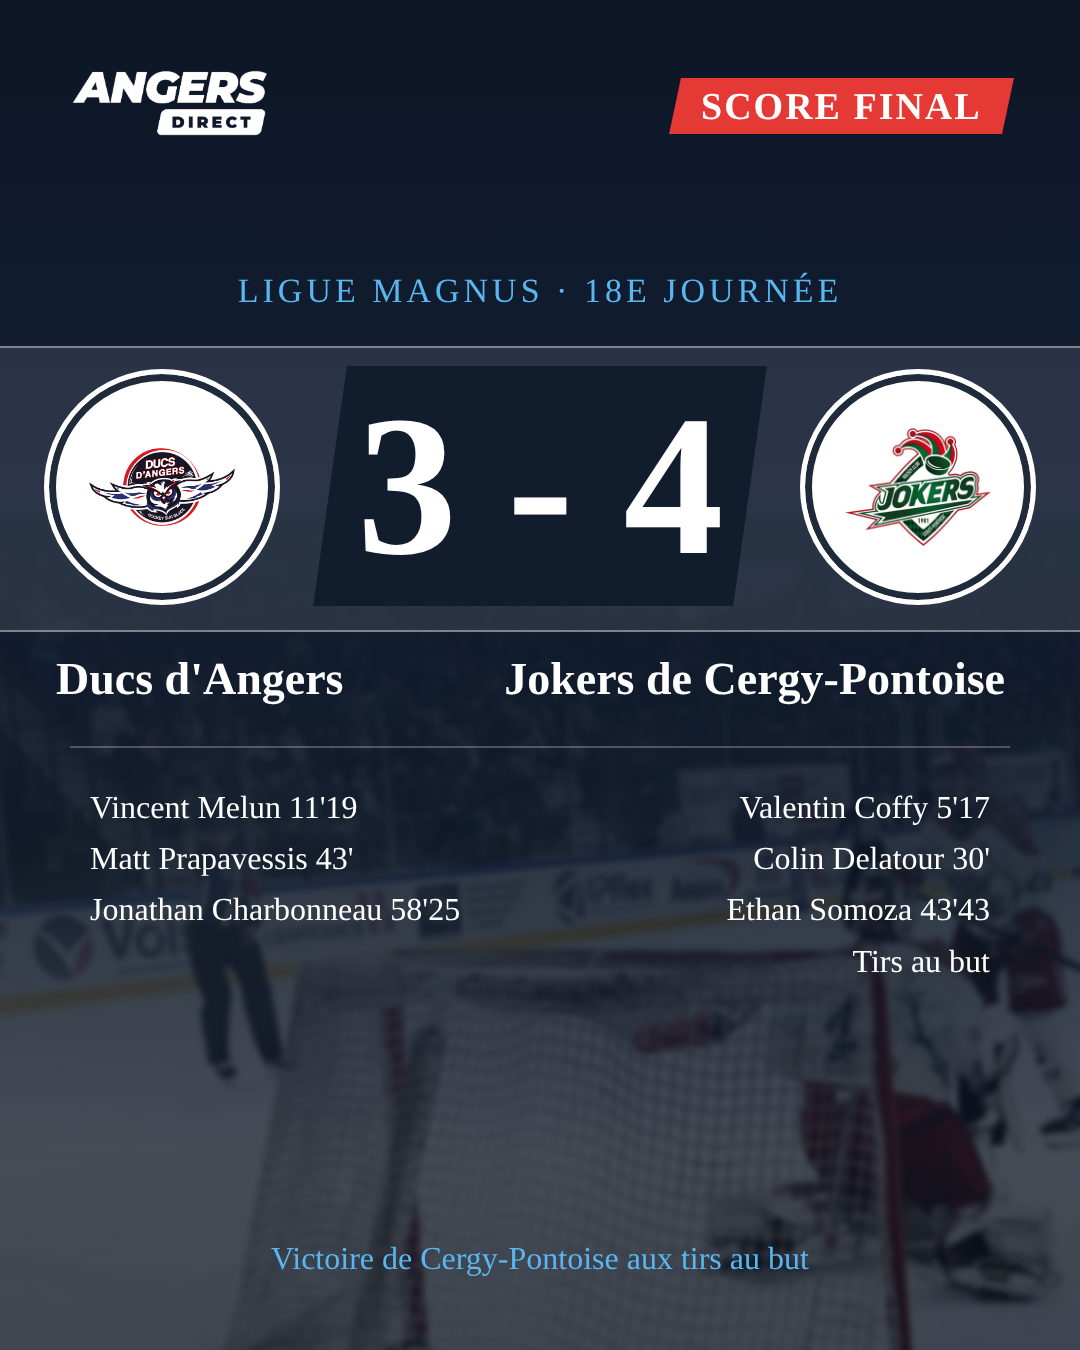 ANGERS
DIRECT
SCORE FINAL
LIGUE MAGNUS · 18E JOURNÉE
DUCS
D'ANGERS
3 - 4
JOKERS
1981
Ducs d'Angers
Jokers de Cergy-Pontoise
Vincent Melun 11'19
Matt Prapavessis 43'
Jonathan Charbonneau 58'25
Valentin Coffy 5'17
Colin Delatour 30'
Ethan Somoza 43'43
Tirs au but
Victoire de Cergy-Pontoise aux tirs au but